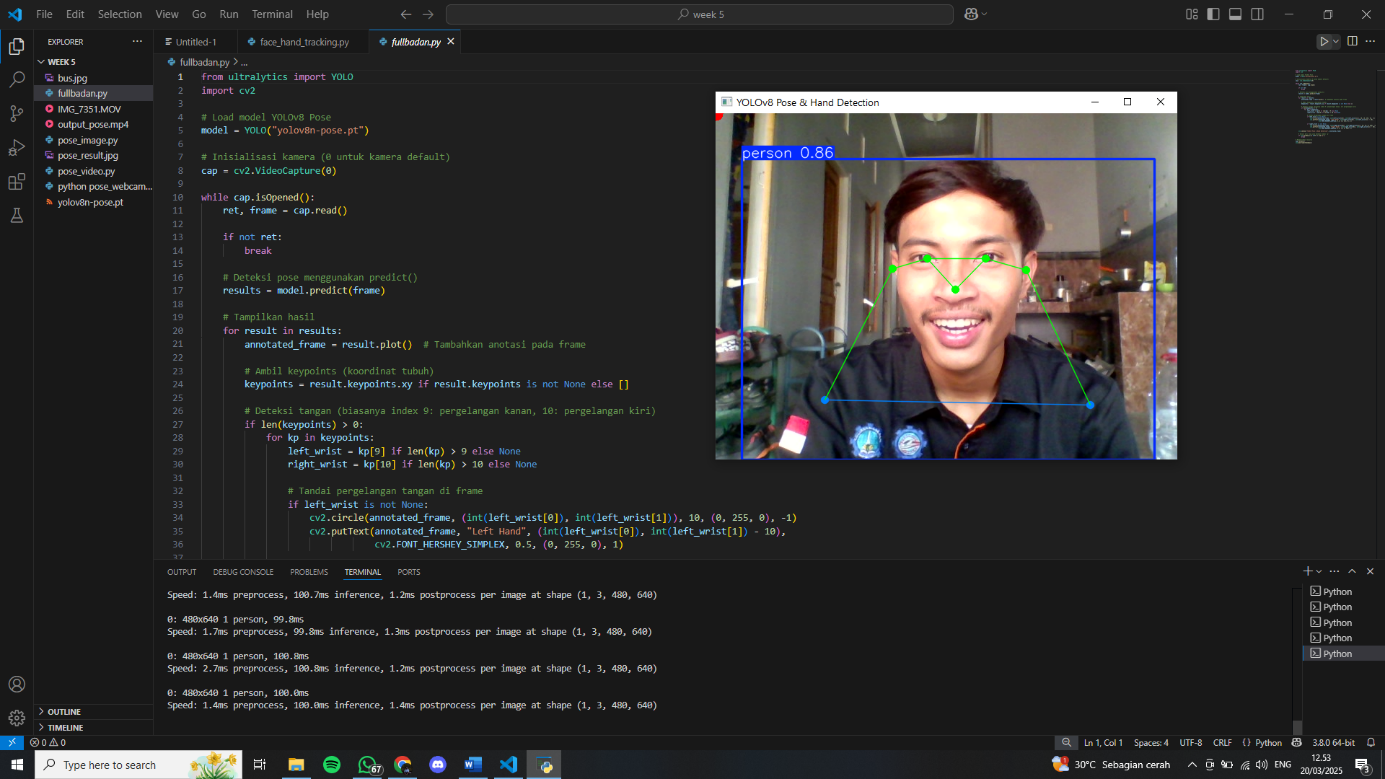 File Edit Selection View Go Run Terminal Help
week 5
EXPLORER
WEEK 5
bus.jpg
fullbadan.py
IMG_7351.MOV
output_pose.mp4
pose_image.py
pose_result.jpg
pose_video.py
python pose_webcam...
yolov8n-pose.pt
OUTLINE
TIMELINE
Untitled-1 face_hand_tracking.py fullbadan.py
fullbadan.py > ...
1 from ultralytics import YOLO
2 import cv2
3
4 # Load model YOLOv8 Pose
5 model = YOLO("yolov8n-pose.pt")
6
7 # Inisialisasi kamera (0 untuk kamera default)
8 cap = cv2.VideoCapture(0)
9
10 while cap.isOpened():
11 ret, frame = cap.read()
12
13 if not ret:
14 break
15
16 # Deteksi pose menggunakan predict()
17 results = model.predict(frame)
18
19 # Tampilkan hasil
20 for result in results:
21 annotated_frame = result.plot()  # Tambahkan anotasi pada frame
22
23 # Ambil keypoints (koordinat tubuh)
24 keypoints = result.keypoints.xy if result.keypoints is not None else []
25
26 # Deteksi tangan (biasanya index 9: pergelangan kanan, 10: pergelangan kiri)
27 if len(keypoints) > 0:
28 for kp in keypoints:
29 left_wrist = kp[9] if len(kp) > 9 else None
30 right_wrist = kp[10] if len(kp) > 10 else None
31
32 # Tandai pergelangan tangan di frame
33 if left_wrist is not None:
34 cv2.circle(annotated_frame, (int(left_wrist[0]), int(left_wrist[1])), 10, (0, 255, 0), -1)
35 cv2.putText(annotated_frame, "Left Hand", (int(left_wrist[0]), int(left_wrist[1]) - 10),
36 cv2.FONT_HERSHEY_SIMPLEX, 0.5, (0, 255, 0), 1)
37
YOLOv8 Pose & Hand Detection
person 0.86
OUTPUT DEBUG CONSOLE PROBLEMS TERMINAL PORTS
Speed: 1.4ms preprocess, 100.7ms inference, 1.2ms postprocess per image at shape (1, 3, 480, 640)
0: 480x640 1 person, 99.8ms
Speed: 1.7ms preprocess, 99.8ms inference, 1.3ms postprocess per image at shape (1, 3, 480, 640)
0: 480x640 1 person, 100.8ms
Speed: 2.7ms preprocess, 100.8ms inference, 1.2ms postprocess per image at shape (1, 3, 480, 640)
0: 480x640 1 person, 100.0ms
Speed: 1.4ms preprocess, 100.0ms inference, 1.4ms postprocess per image at shape (1, 3, 480, 640)
Python
Python
Python
Python
Python
0 0 Ln 1, Col 1 Spaces: 4 UTF-8 CRLF {} Python 3.8.0 64-bit
Type here to search
67
30°C Sebagian cerah
ENG
12.53
20/03/2025
3